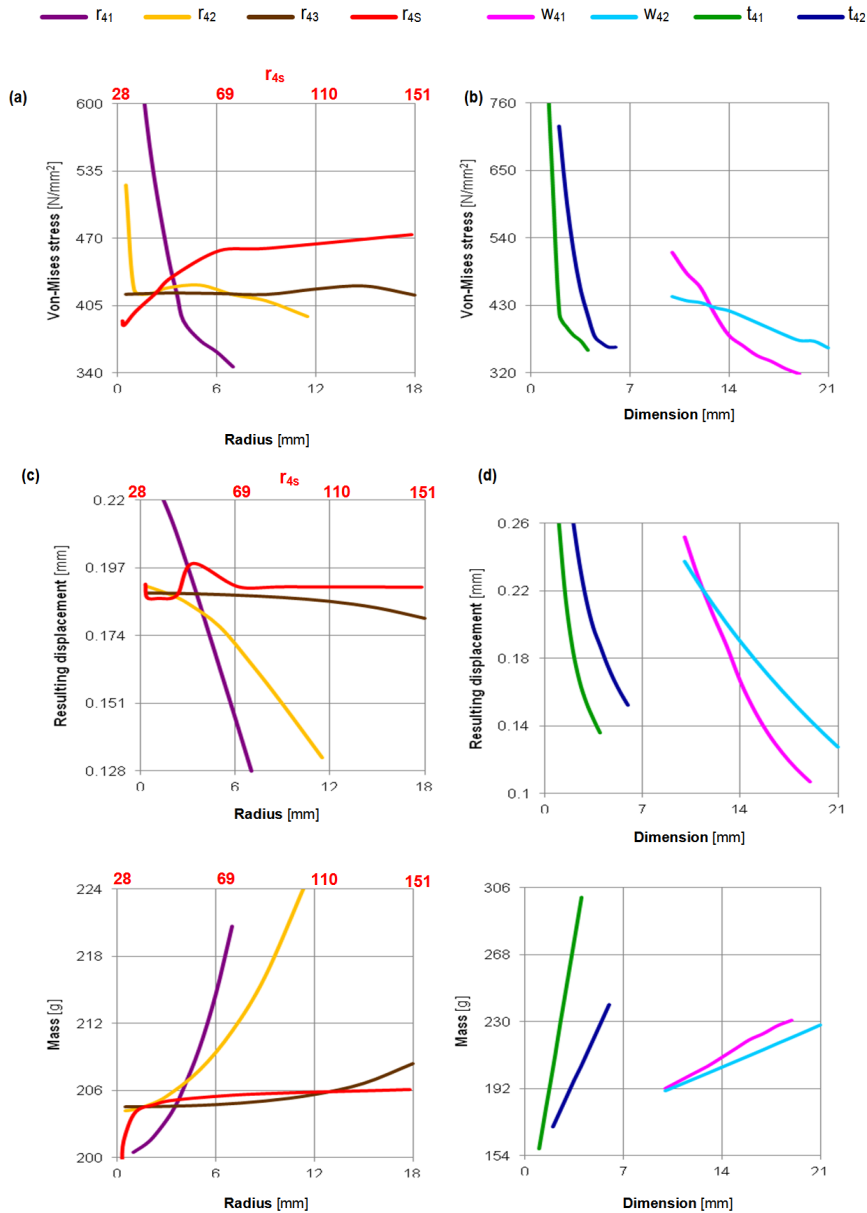 r41 r42 r43 r4S w41 w42 t41 t42
r4s
(a) 28 69 110 151 (b)
600 760
535 650
470 540
405 430
340 320
Von-Mises stress [N/mm2] Von-Mises stress [N/mm2]
0 6 12 18 0 7 14 21
Radius [mm] Dimension [mm]
(c) r4s (d)
28 69 110 151
0.22 0.26
0.197 0.22
0.174 0.18
0.151 0.14
0.128 0.1
Resulting displacement [mm] Resulting displacement [mm]
0 6 12 18 0 7 14 21
Radius [mm] Dimension [mm]
28 69 110 151
224 306
218 268
212 230
206 192
200 154
Mass [g] Mass [g]
0 6 12 18 0 7 14 21
Radius [mm] Dimension [mm]